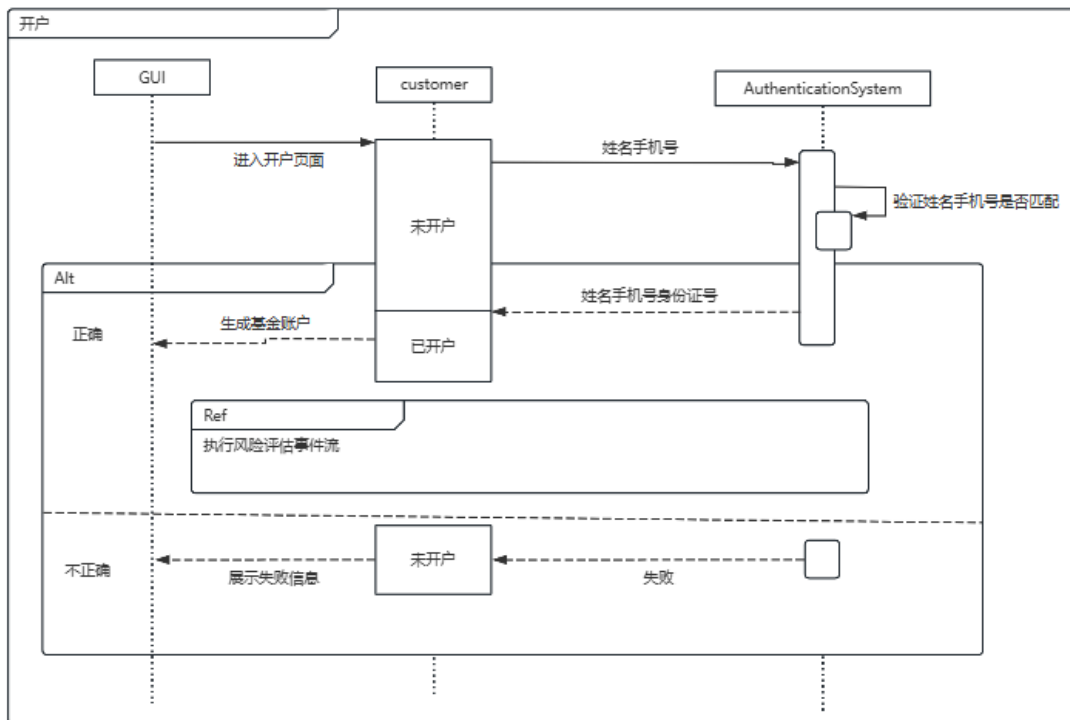 开户
GUI
customer
AuthenticationSystem
进入开户页面
姓名手机号
验证姓名手机号是否匹配
未开户
Alt
姓名手机号身份证号
正确
生成基金账户
已开户
Ref
执行风险评估事件流
不正确
展示失败信息
未开户
失败